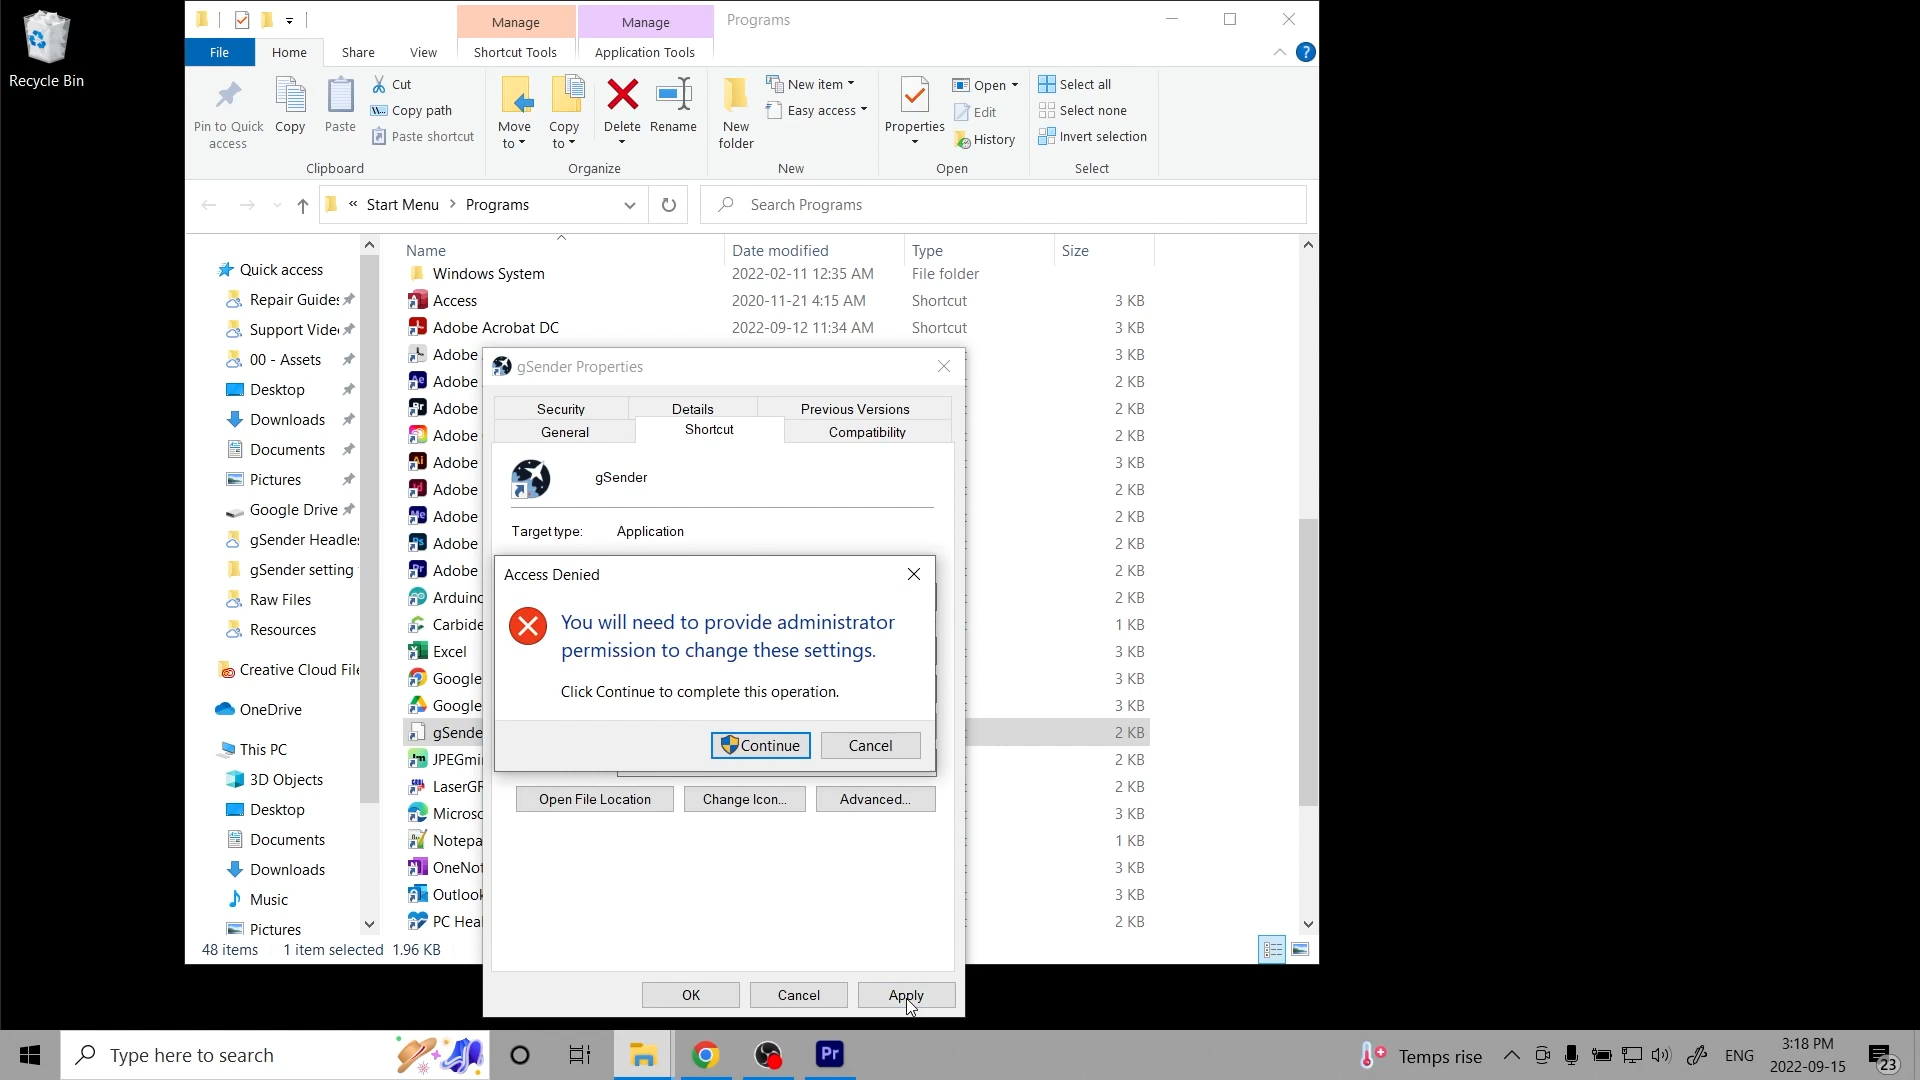 Recycle Bin
Manage
Manage
Programs
File
Home
Share
View
Shortcut Tools
Application Tools
Pin to Quick access
Copy
Paste
Cut
Copy path
Paste shortcut
Clipboard
Move to
Copy to
Delete
Rename
Organize
New folder
New item
Easy access
New
Properties
Open
Edit
History
Open
Select all
Select none
Invert selection
Select
« Start Menu > Programs
Search Programs
Quick access
Repair Guides
Support Vide
00 - Assets
Desktop
Downloads
Documents
Pictures
Google Drive
gSender Headles
gSender setting
Raw Files
Resources
Creative Cloud File
OneDrive
This PC
3D Objects
Desktop
Documents
Downloads
Music
Pictures
Name Date modified Type Size
Windows System 2022-02-11 12:35 AM File folder
Access 2020-11-21 4:15 AM Shortcut 3 KB
Adobe Acrobat DC 2022-09-12 11:34 AM Shortcut 3 KB
Adobe 3 KB
Adobe 2 KB
Adobe 2 KB
Adobe 2 KB
Adobe 3 KB
Adobe 2 KB
Adobe 2 KB
Adobe 2 KB
Adobe 2 KB
Arduino 2 KB
Carbide 1 KB
Excel 3 KB
Google 3 KB
Google 3 KB
gSende 2 KB
JPEGmi 2 KB
LaserGR 2 KB
Microso 3 KB
Notepa 1 KB
OneNot 3 KB
Outlook 3 KB
PC Heal 2 KB
48 items 1 item selected 1.96 KB
gSender Properties
Security
Details
Previous Versions
General
Shortcut
Compatibility
gSender
Target type: Application
Access Denied
You will need to provide administrator
permission to change these settings.
Click Continue to complete this operation.
Continue
Cancel
Open File Location
Change Icon...
Advanced...
OK
Cancel
Apply
Type here to search
Pr
Temps rise
ENG
3:18 PM
2022-09-15
23